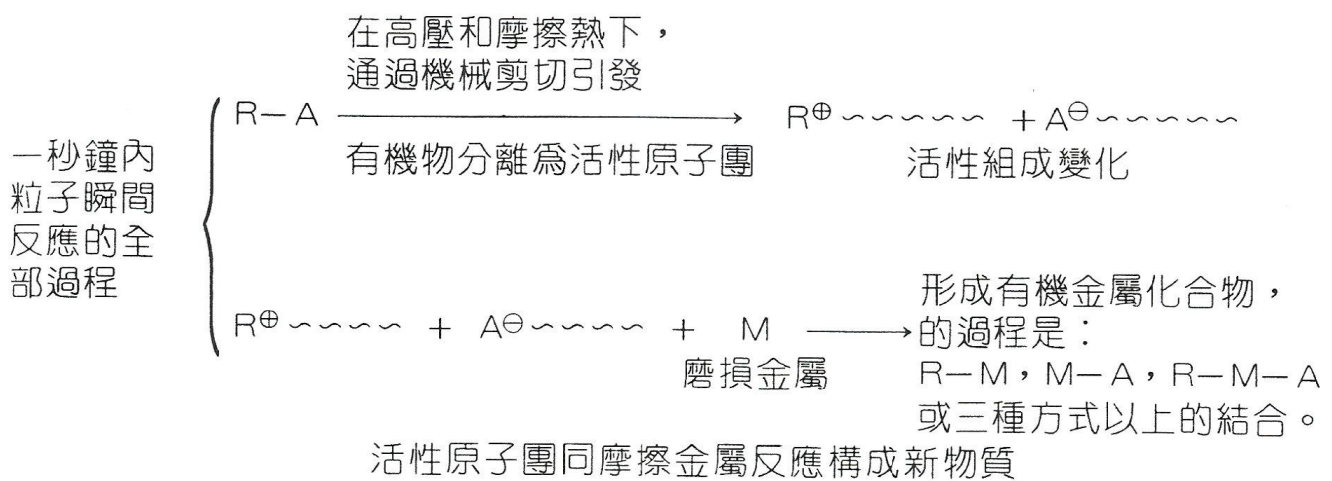 一秒鐘內
粒子瞬間
反應的全
部過程
在高壓和摩擦熱下，
通過機械剪切引發
R－A ⟶ R⊕～～～～～ ＋A⊖～～～～～
有機物分離爲活性原子團
活性組成變化
R⊕～～～～ ＋ A⊖～～～～ ＋ M ⟶
磨損金屬
形成有機金屬化合物，
的過程是：
R－M，M－A，R－M－A
或三種方式以上的結合。
活性原子團同摩擦金屬反應構成新物質